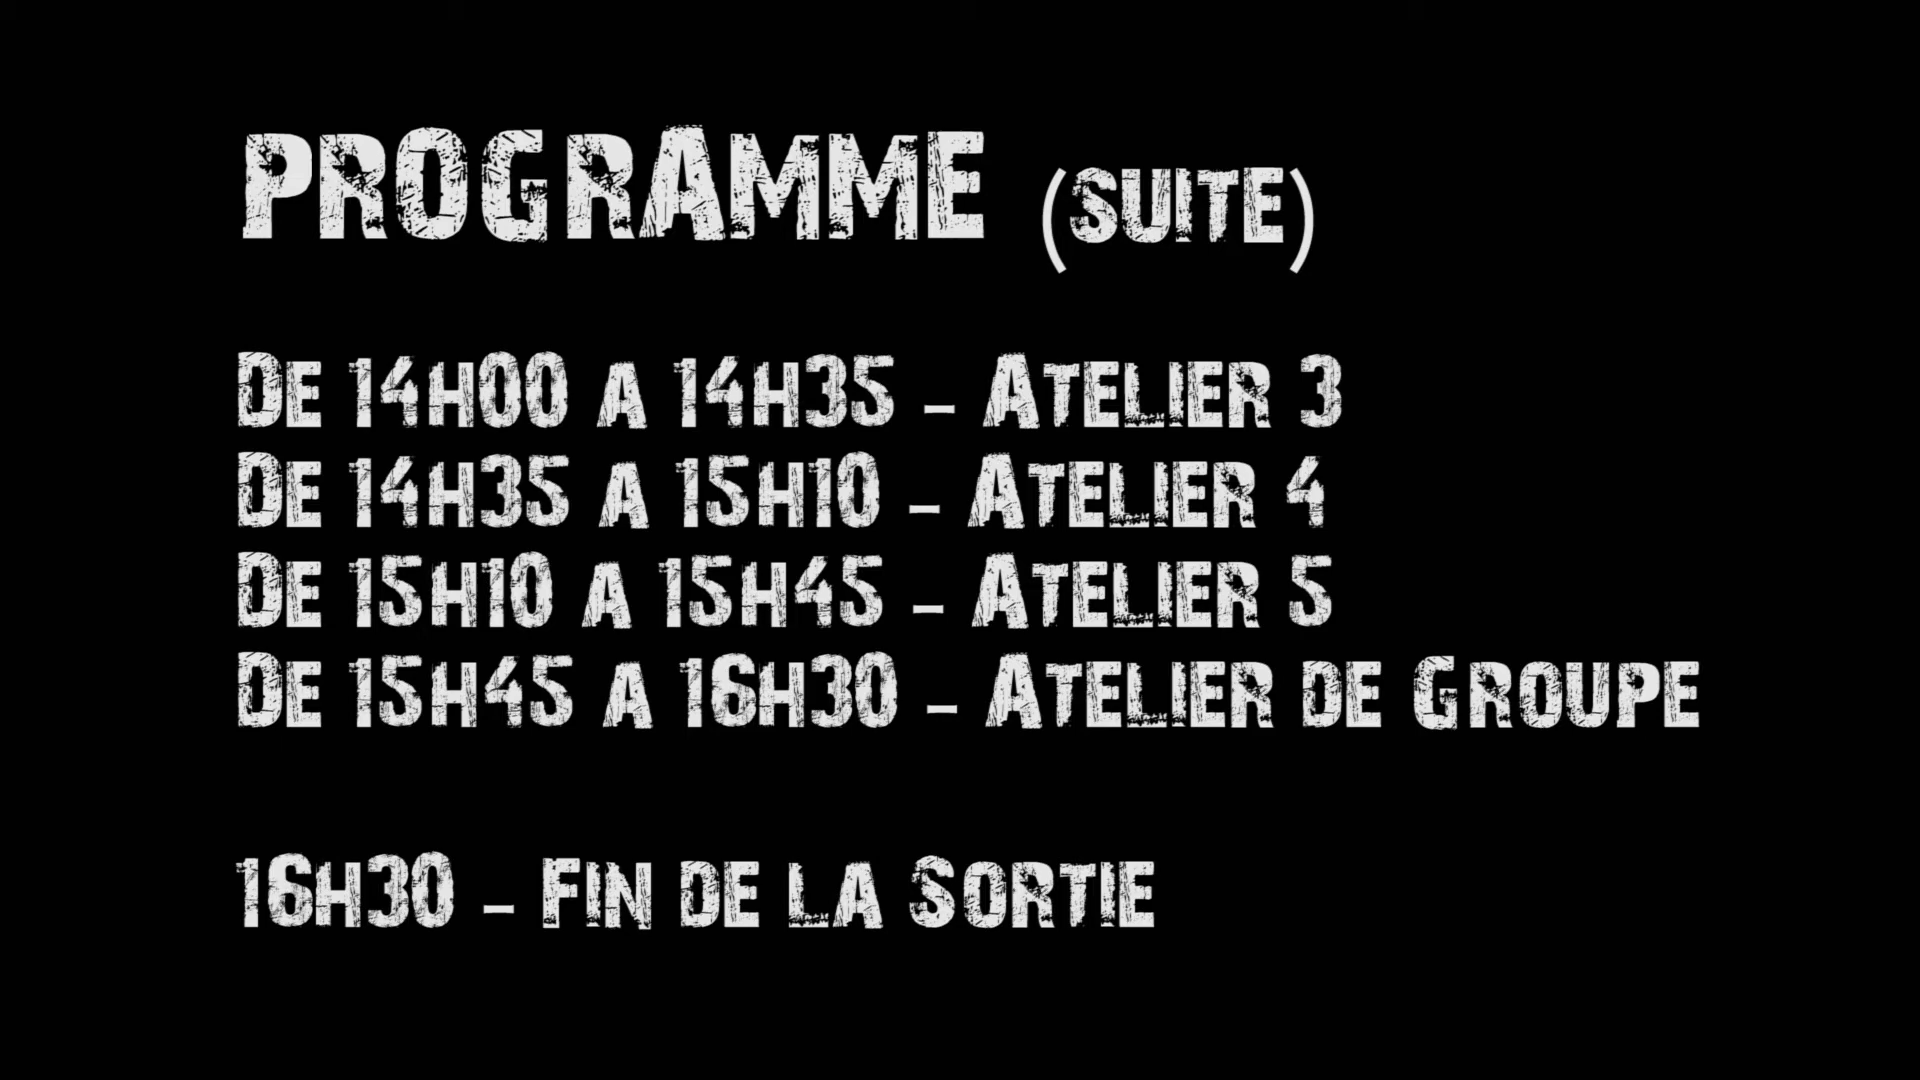 PROGRAMME (SUITE)
De 14h00 a 14h35 - Atelier 3
De 14h35 a 15h10 - Atelier 4
De 15h10 a 15h45 - Atelier 5
De 15h45 a 16h30 - Atelier de Groupe
16h30 - Fin de la Sortie